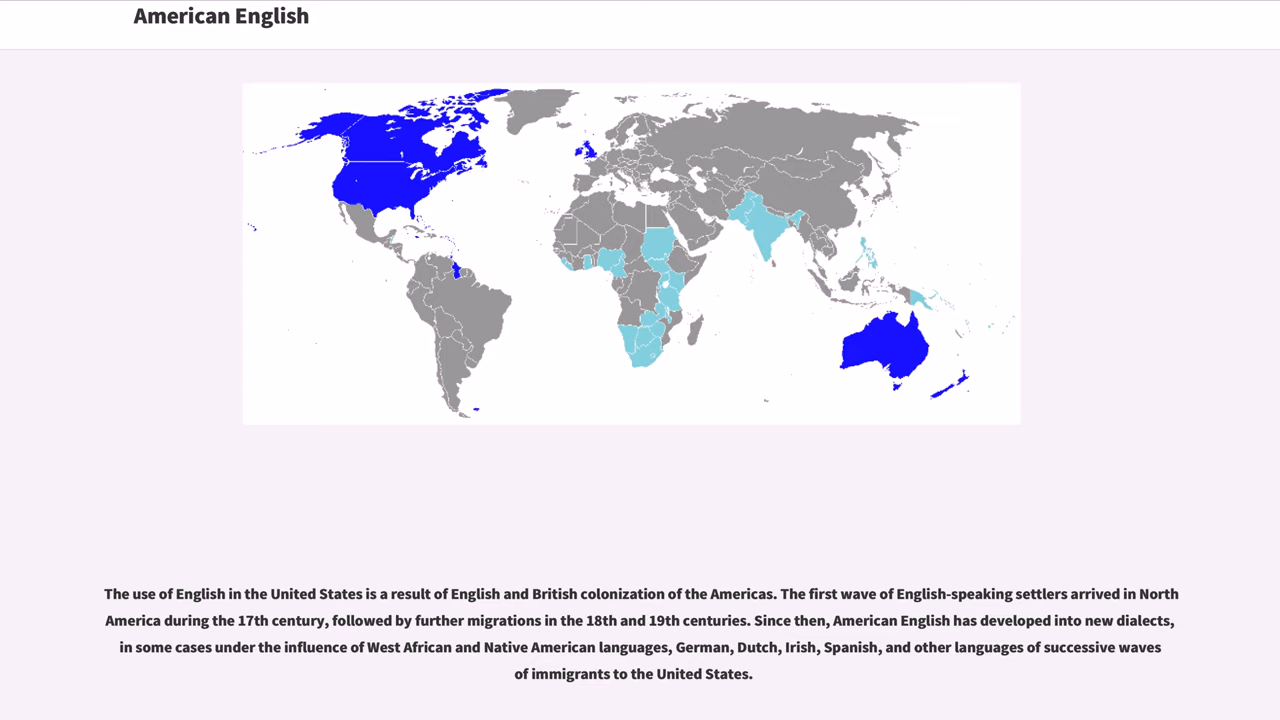 American English
The use of English in the United States is a result of English and British colonization of the Americas. The first wave of English-speaking settlers arrived in North
America during the 17th century, followed by further migrations in the 18th and 19th centuries. Since then, American English has developed into new dialects,
in some cases under the influence of West African and Native American languages, German, Dutch, Irish, Spanish, and other languages of successive waves
of immigrants to the United States.